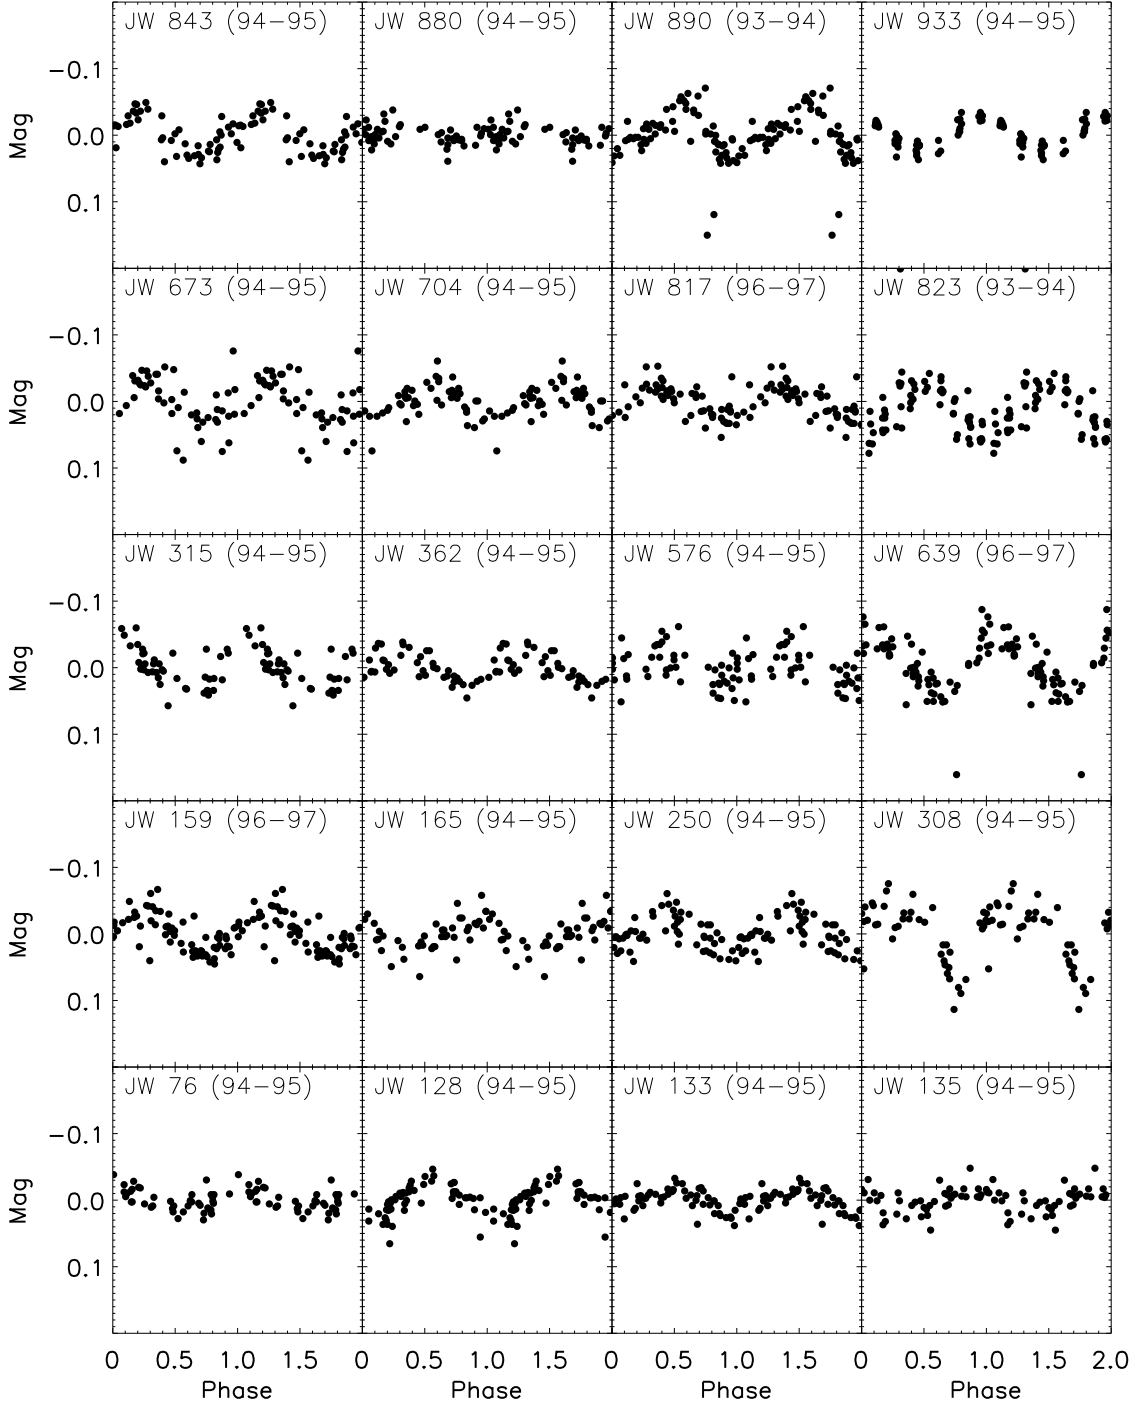 JW 843 (94−95) JW 880 (94−95) JW 890 (93−94) JW 933 (94−95)
−0.1
0.0
0.1
Mag
JW 673 (94−95) JW 704 (94−95) JW 817 (96−97) JW 823 (93−94)
−0.1
0.0
0.1
Mag
JW 315 (94−95) JW 362 (94−95) JW 576 (94−95) JW 639 (96−97)
−0.1
0.0
0.1
Mag
JW 159 (96−97) JW 165 (94−95) JW 250 (94−95) JW 308 (94−95)
−0.1
0.0
0.1
Mag
JW 76 (94−95) JW 128 (94−95) JW 133 (94−95) JW 135 (94−95)
−0.1
0.0
0.1
Mag
0 0.5 1.0 1.5 0 0.5 1.0 1.5 0 0.5 1.0 1.5 0 0.5 1.0 1.5 2.0
Phase Phase Phase Phase